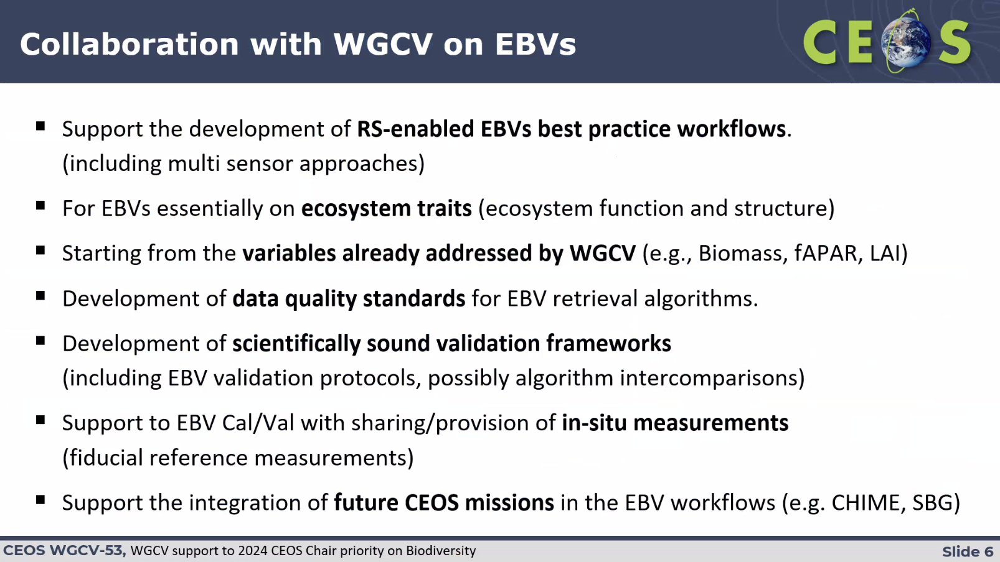 Collaboration with WGCV on EBVs
CEOS
▪ Support the development of RS-enabled EBVs best practice workflows.
(including multi sensor approaches)
▪ For EBVs essentially on ecosystem traits (ecosystem function and structure)
▪ Starting from the variables already addressed by WGCV (e.g., Biomass, fAPAR, LAI)
▪ Development of data quality standards for EBV retrieval algorithms.
▪ Development of scientifically sound validation frameworks
(including EBV validation protocols, possibly algorithm intercomparisons)
▪ Support to EBV Cal/Val with sharing/provision of in-situ measurements
(fiducial reference measurements)
▪ Support the integration of future CEOS missions in the EBV workflows (e.g. CHIME, SBG)
CEOS WGCV-53, WGCV support to 2024 CEOS Chair priority on Biodiversity
Slide 6